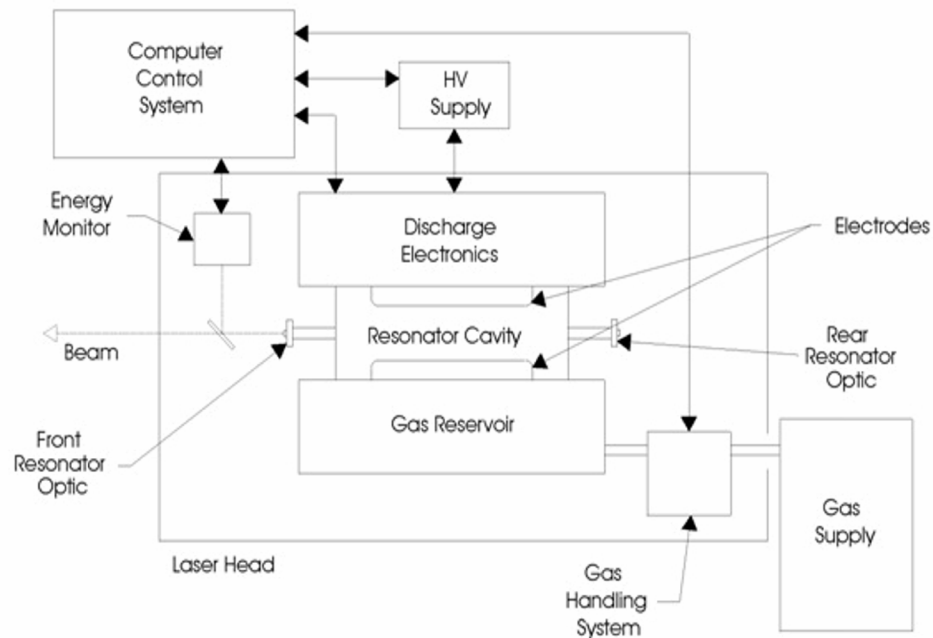 Computer
Control
System
HV
Supply
Energy
Monitor
Discharge
Electronics
Electrodes
Resonator Cavity
Beam
Rear
Resonator
Optic
Gas Reservoir
Front
Resonator
Optic
Gas
Supply
Laser Head
Gas
Handling
System